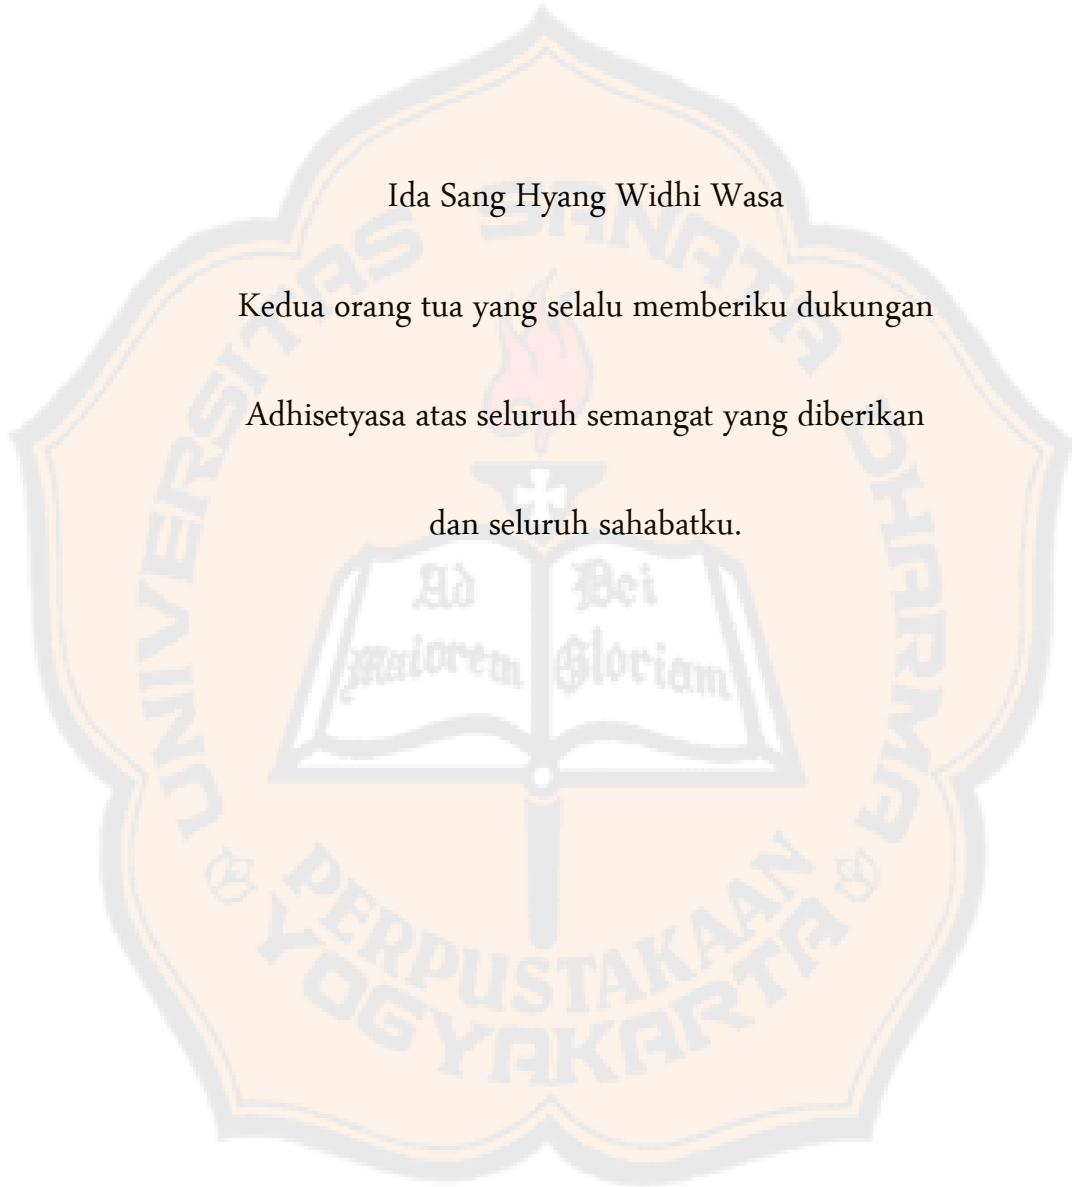 Ida Sang Hyang Widhi Wasa
UNIVERSITAS SANATA DHARMA
Kedua orang tua yang selalu memberiku dukungan
Adhisetyasa atas seluruh semangat yang diberikan
dan seluruh sahabatku.
Ad Dei
Maiorem Gloriam
PERPUSTAKAAN
YOGYAKARTA